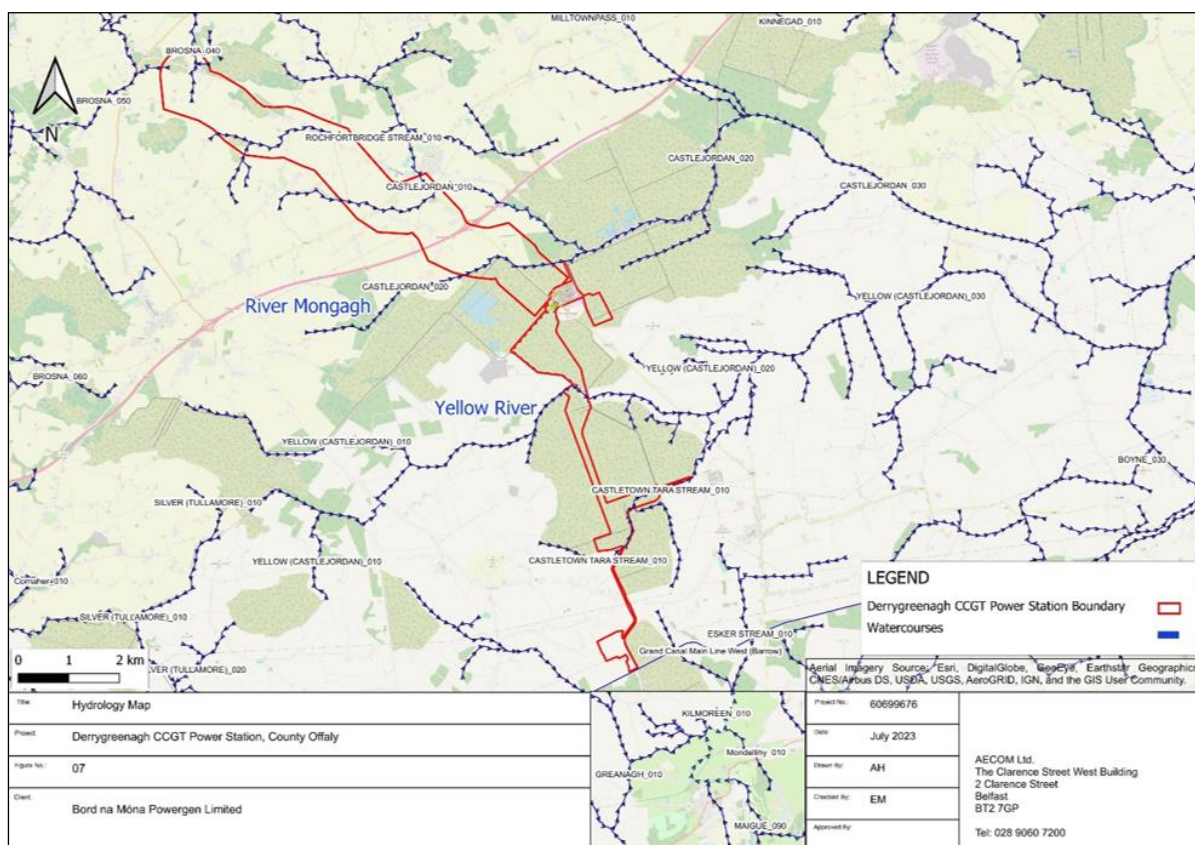 MILLTOWNPASS_010
KINNEGAD_010
BROSNA_040
BROSNA_050
N
ROCHFORTBRIDGE STREAM_010
CASTLEJORDAN_020
CASTLEJORDAN_010
CASTLEJORDAN_030
CASTLEJORDAN_020
River Mongagh
YELLOW (CASTLEJORDAN)_030
BROSNA_060
YELLOW (CASTLEJORDAN)_020
Yellow River
YELLOW (CASTLEJORDAN)_010
BOYNE_030
CASTLETOWN TARA STREAM_010
SILVER (TULLAMORE)_010
CASTLETOWN TARA STREAM_010
YELLOW (CASTLEJORDAN)_010
SILVER (TULLAMORE)_010
ESKER STREAM_010
Grand Canal Main Line West (Barrow)
SILVER (TULLAMORE)_020
0 1 2 km
LEGEND
Derrygreenagh CCGT Power Station Boundary
Watercourses
Aerial Imagery Source: Esri, DigitalGlobe, GeoEye, Earthstar Geographics
CNES/Airbus DS, USDA, USGS, AeroGRID, IGN, and the GIS User Community.
Title: Hydrology Map
Project: Derrygreenagh CCGT Power Station, County Offaly
Figure No.: 07
Client: Bord na Móna Powergen Limited
KILMOREEN_010
GREANAGH_010
MAIGUE_090
Project No.: 60699676
Date: July 2023
Drawn By: AH
Checked By: EM
Approved By:
AECOM Ltd.
The Clarence Street West Building
2 Clarence Street
Belfast
BT2 7GP
Tel: 028 9060 7200